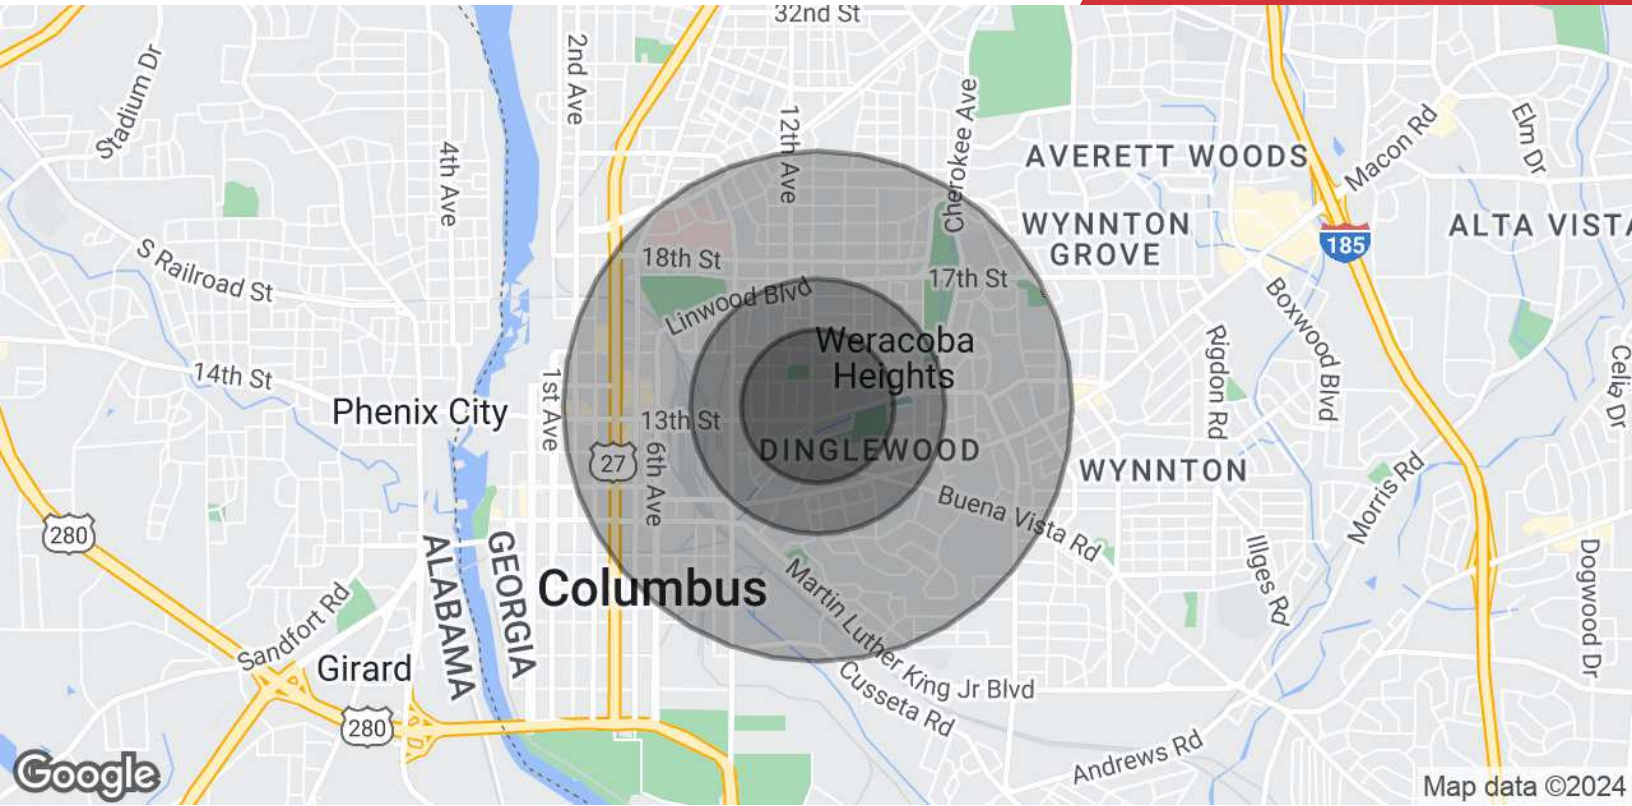 32nd St
2nd Ave
Stadium Dr
12th Ave
Cherokee Ave
Macon Rd
Elm Dr
4th Ave
AVERETT WOODS
WYNNTON
GROVE
185
ALTA VISTA
S Railroad St
18th St
17th St
Linwood Blvd
Boxwood Blvd
Weracoba
Heights
Rigdon Rd
Celia Dr
14th St
1st Ave
Phenix City
13th St
DINGLEWOOD
27
6th Ave
WYNNTON
Morris Rd
Buena Vista Rd
280
ALABAMA
GEORGIA
Columbus
Illges Rd
Dogwood Dr
Martin Luther King Jr Blvd
Sandfort Rd
Girard
Cusseta Rd
280
Andrews Rd
Google
Map data ©2024